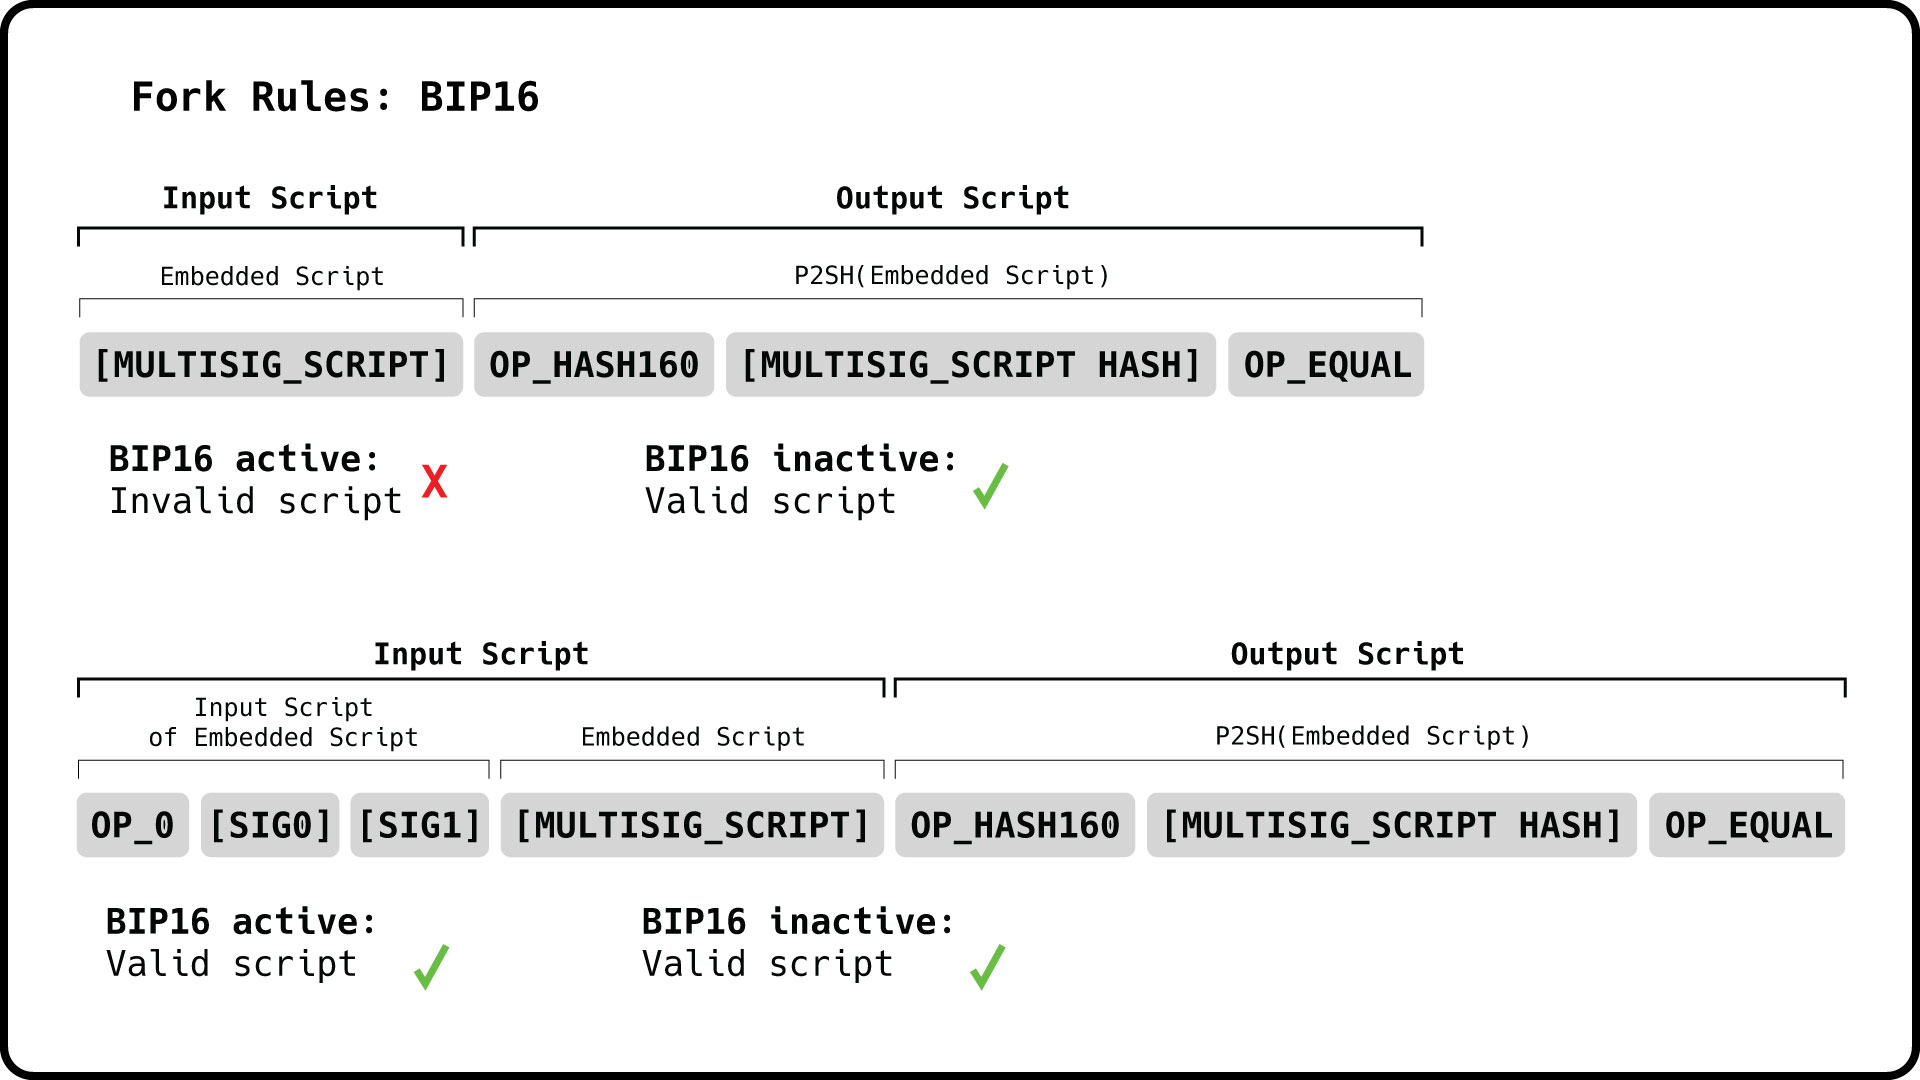 Fork Rules: BIP16
Input Script Output Script
Embedded Script P2SH(Embedded Script)
[MULTISIG_SCRIPT] OP_HASH160 [MULTISIG_SCRIPT HASH] OP_EQUAL
BIP16 active: BIP16 inactive:
Invalid script X Valid script
Input Script Output Script
Input Script
of Embedded Script Embedded Script P2SH(Embedded Script)
OP_0 [SIG0] [SIG1] [MULTISIG_SCRIPT] OP_HASH160 [MULTISIG_SCRIPT HASH] OP_EQUAL
BIP16 active: BIP16 inactive:
Valid script Valid script